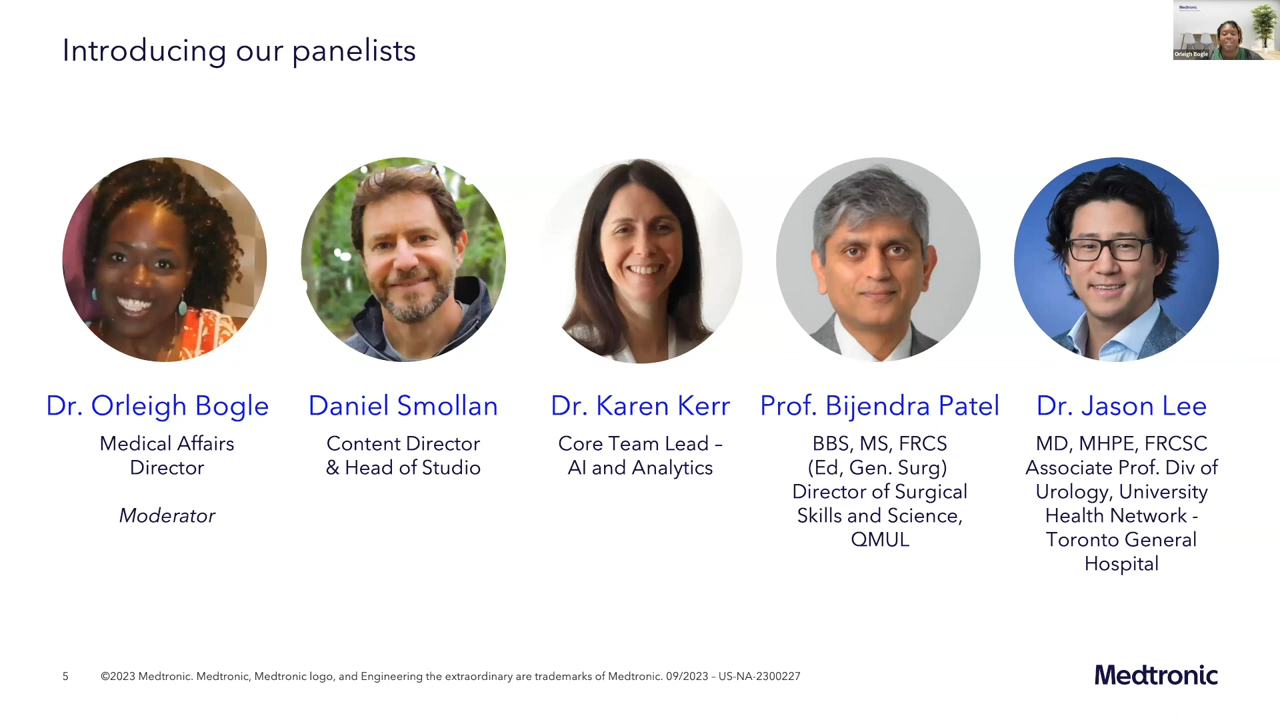 Introducing our panelists
Medtronic
Orleigh Bogle
Dr. Orleigh Bogle
Medical Affairs
Director
Moderator
Daniel Smollan
Content Director
& Head of Studio
Dr. Karen Kerr
Core Team Lead –
AI and Analytics
Prof. Bijendra Patel
BBS, MS, FRCS
(Ed, Gen. Surg)
Director of Surgical
Skills and Science,
QMUL
Dr. Jason Lee
MD, MHPE, FRCSC
Associate Prof. Div of
Urology, University
Health Network -
Toronto General
Hospital
5
©2023 Medtronic. Medtronic, Medtronic logo, and Engineering the extraordinary are trademarks of Medtronic. 09/2023 – US-NA-2300227
Medtronic